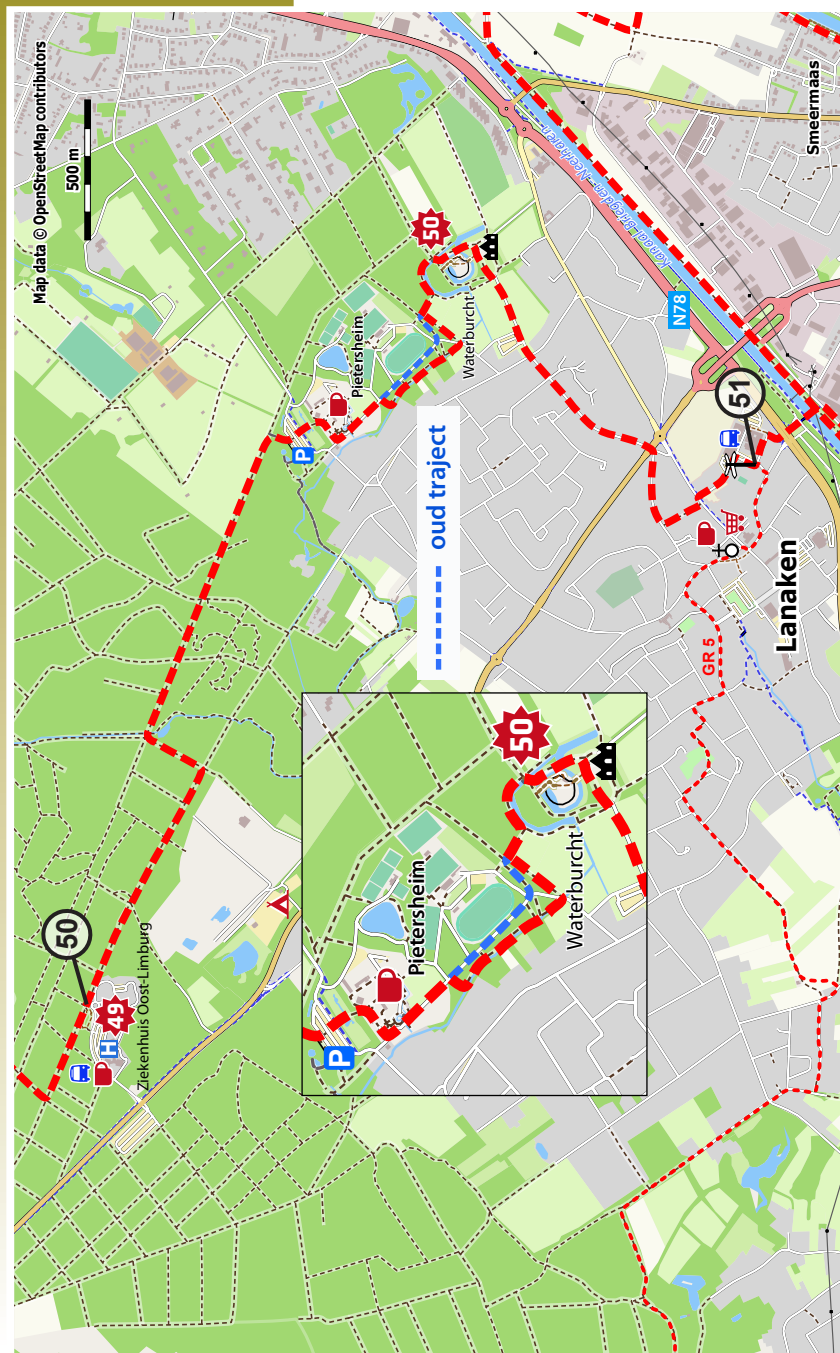 Map data © OpenStreetMap contributors
500 m
Smeermaas
Kanaal Briegden - Neerharen
N78
50
Waterburcht
Pietersheim
P
oud traject
51
Lanaken
GR 5
50
49
H
Ziekenhuis Oost-Limburg
50
Waterburcht
Pietersheim
P